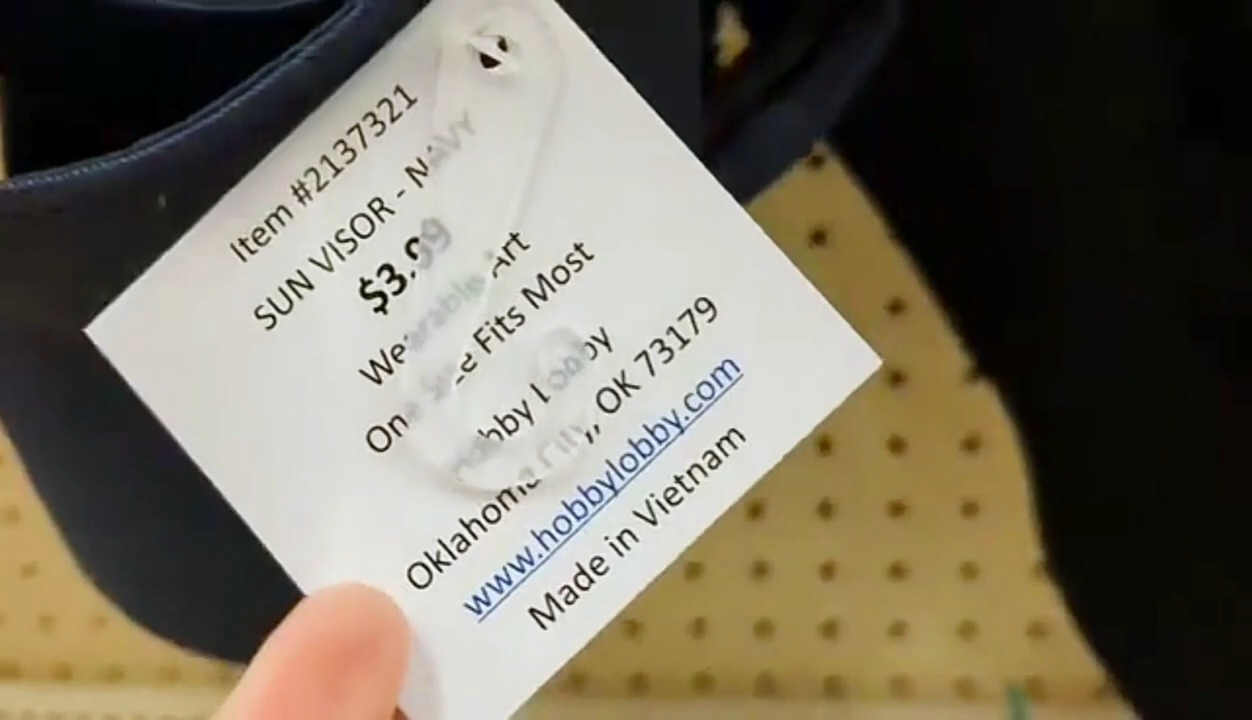 Item #2137321
SUN VISOR - NAVY
$3.99
Wearable Art
One Size Fits Most
Hobby Lobby
Oklahoma City,, OK 73179
www.hobbylobby.com
Made in Vietnam